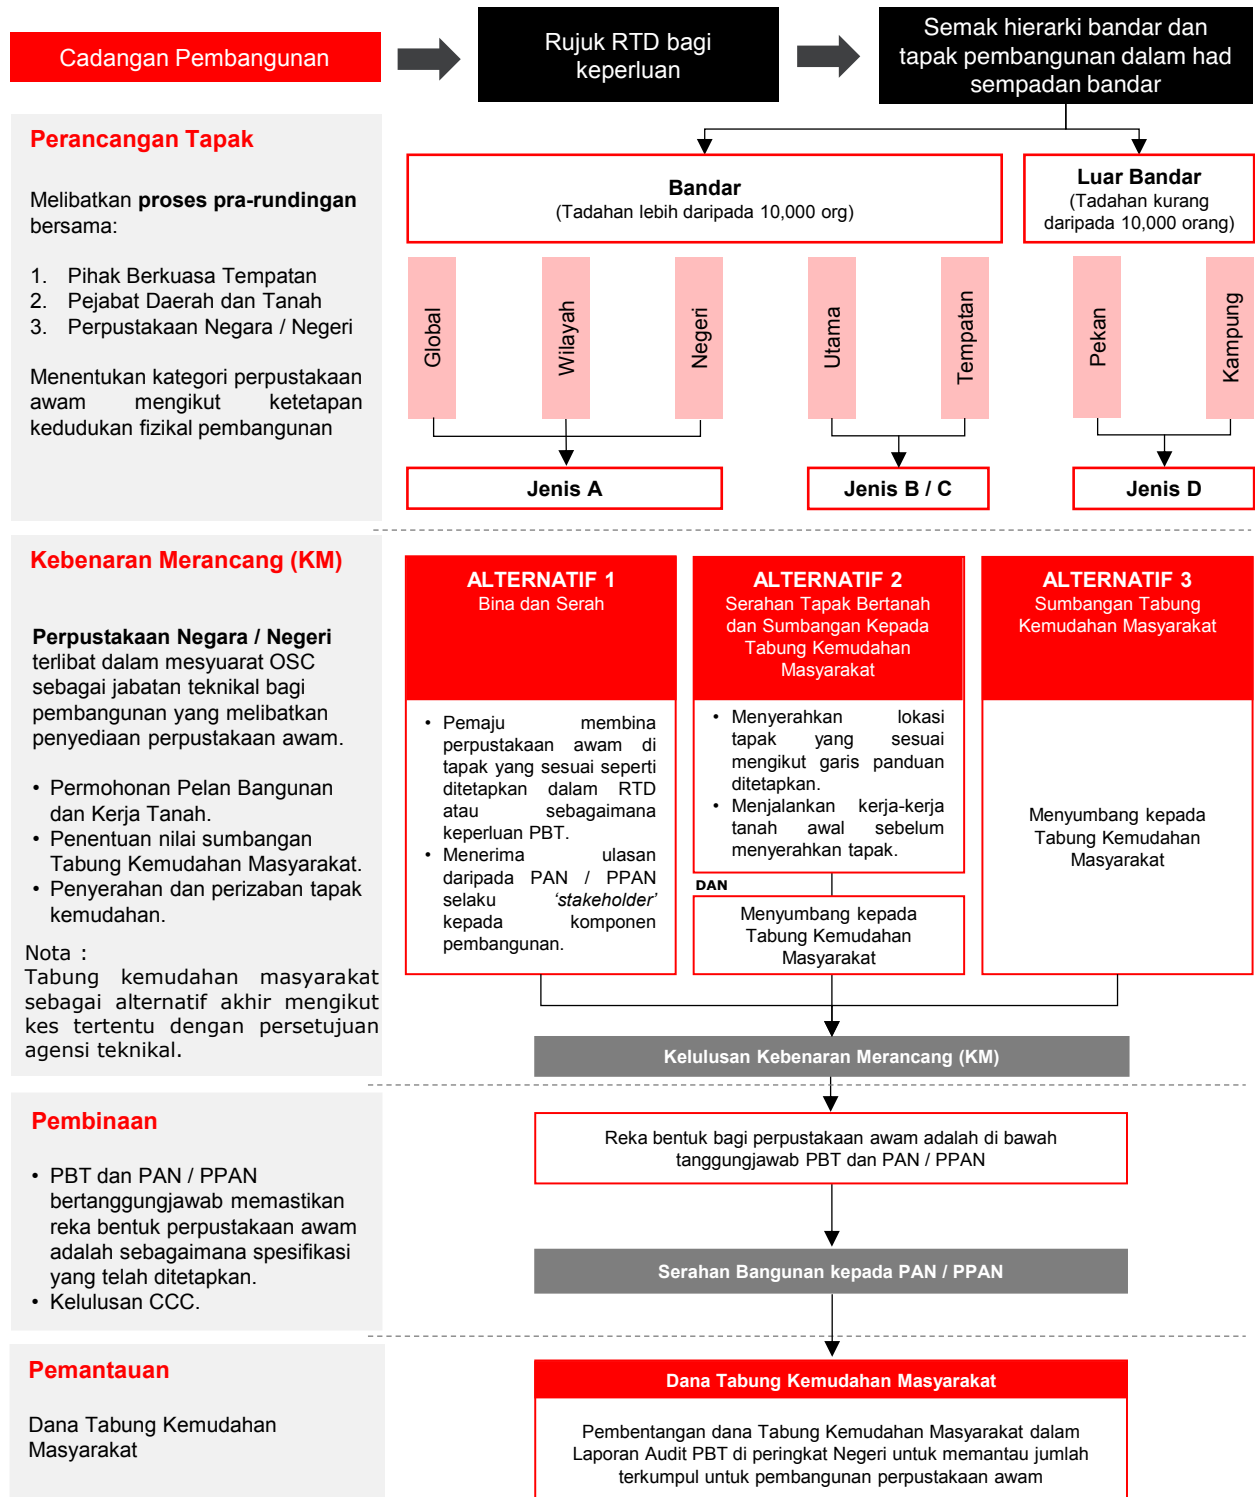 Cadangan Pembangunan
Rujuk RTD bagi
keperluan
Semak hierarki bandar dan
tapak pembangunan dalam had
sempadan bandar
Perancangan Tapak
Melibatkan proses pra-rundingan
bersama:
1. Pihak Berkuasa Tempatan
2. Pejabat Daerah dan Tanah
3. Perpustakaan Negara / Negeri
Menentukan kategori perpustakaan
awam mengikut ketetapan
kedudukan fizikal pembangunan
Bandar
(Tadahan lebih daripada 10,000 org)
Luar Bandar
(Tadahan kurang
daripada 10,000 orang)
Global
Wilayah
Negeri
Utama
Tempatan
Pekan
Kampung
Jenis A
Jenis B / C
Jenis D
Kebenaran Merancang (KM)
Perpustakaan Negara / Negeri
terlibat dalam mesyuarat OSC
sebagai jabatan teknikal bagi
pembangunan yang melibatkan
penyediaan perpustakaan awam.
• Permohonan Pelan Bangunan
dan Kerja Tanah.
• Penentuan nilai sumbangan
Tabung Kemudahan Masyarakat.
• Penyerahan dan perizaban tapak
kemudahan.
Nota :
Tabung kemudahan masyarakat
sebagai alternatif akhir mengikut
kes tertentu dengan persetujuan
agensi teknikal.
ALTERNATIF 1
Bina dan Serah
• Pemaju membina
perpustakaan awam di
tapak yang sesuai seperti
ditetapkan dalam RTD
atau sebagaimana
keperluan PBT.
• Menerima ulasan
daripada PAN / PPAN
selaku ‘stakeholder’
kepada komponen
pembangunan.
ALTERNATIF 2
Serahan Tapak Bertanah
dan Sumbangan Kepada
Tabung Kemudahan
Masyarakat
• Menyerahkan lokasi
tapak yang sesuai
mengikut garis panduan
ditetapkan.
• Menjalankan kerja-kerja
tanah awal sebelum
menyerahkan tapak.
DAN
Menyumbang kepada
Tabung Kemudahan
Masyarakat
ALTERNATIF 3
Sumbangan Tabung
Kemudahan Masyarakat
Menyumbang kepada
Tabung Kemudahan
Masyarakat
Kelulusan Kebenaran Merancang (KM)
Pembinaan
• PBT dan PAN / PPAN
bertanggungjawab memastikan
reka bentuk perpustakaan awam
adalah sebagaimana spesifikasi
yang telah ditetapkan.
• Kelulusan CCC.
Reka bentuk bagi perpustakaan awam adalah di bawah
tanggungjawab PBT dan PAN / PPAN
Serahan Bangunan kepada PAN / PPAN
Pemantauan
Dana Tabung Kemudahan
Masyarakat
Dana Tabung Kemudahan Masyarakat
Pembentangan dana Tabung Kemudahan Masyarakat dalam
Laporan Audit PBT di peringkat Negeri untuk memantau jumlah
terkumpul untuk pembangunan perpustakaan awam